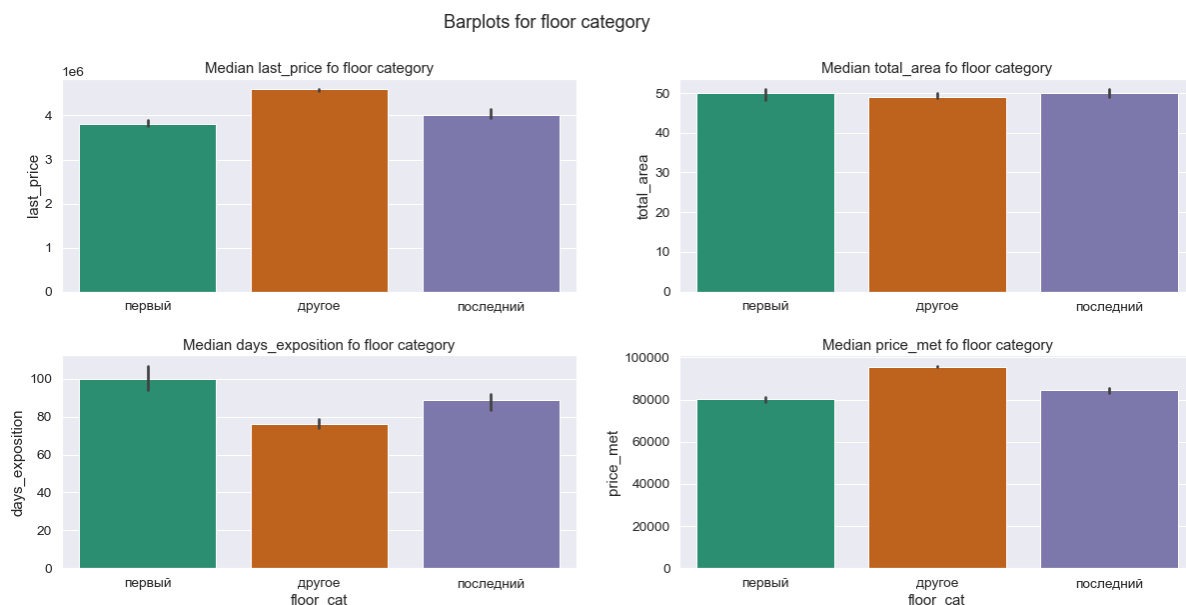 Barplots for floor category
Median last_price fo floor category
1e6
last_price
4
3
2
1
0
первый другое последний
Median total_area fo floor category
total_area
50
40
30
20
10
0
первый другое последний
Median days_exposition fo floor category
days_exposition
100
80
60
40
20
0
первый другое последний
floor_cat
Median price_met fo floor category
price_met
100000
80000
60000
40000
20000
0
первый другое последний
floor_cat